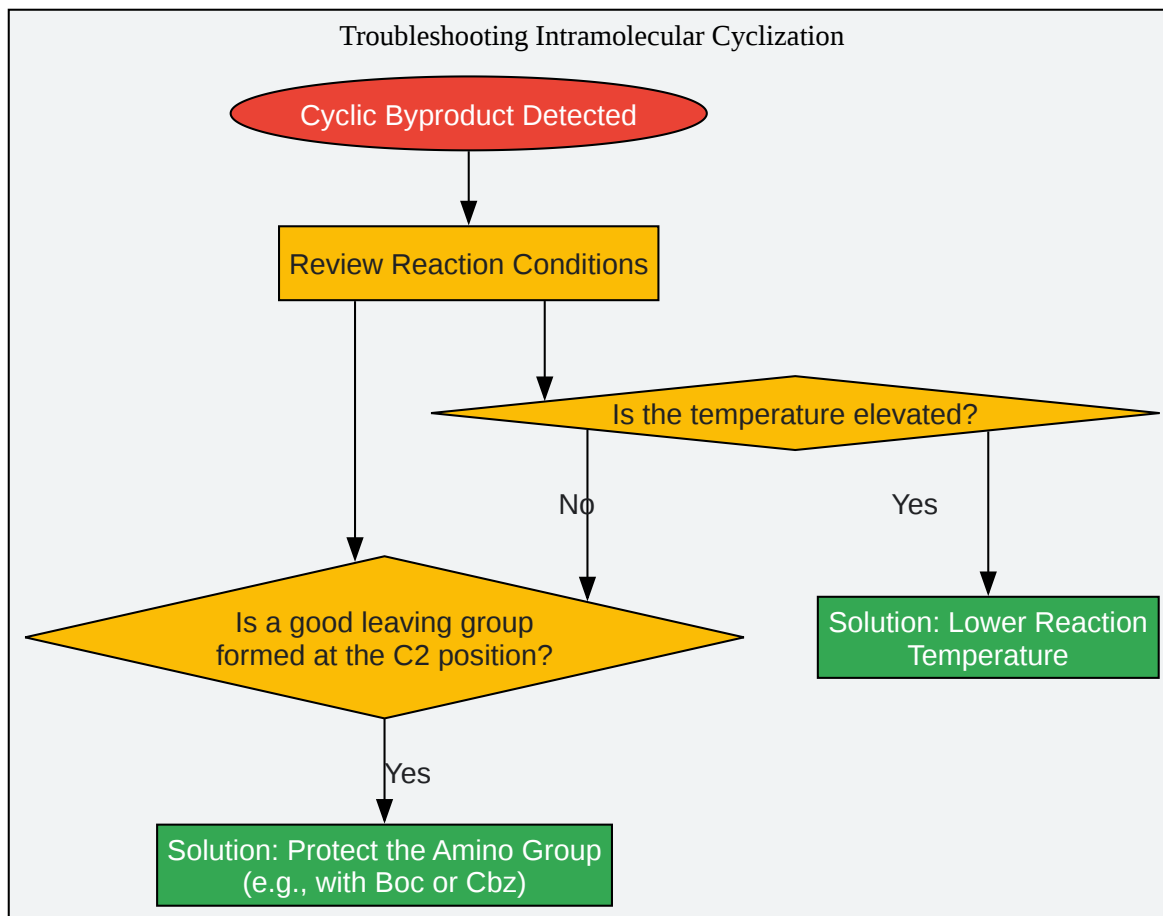 Troubleshooting Intramolecular Cyclization
Cyclic Byproduct Detected
Review Reaction Conditions
Is the temperature elevated?
No
Yes
Is a good leaving group
formed at the C2 position?
Solution: Lower Reaction
Temperature
Yes
Solution: Protect the Amino Group
(e.g., with Boc or Cbz)